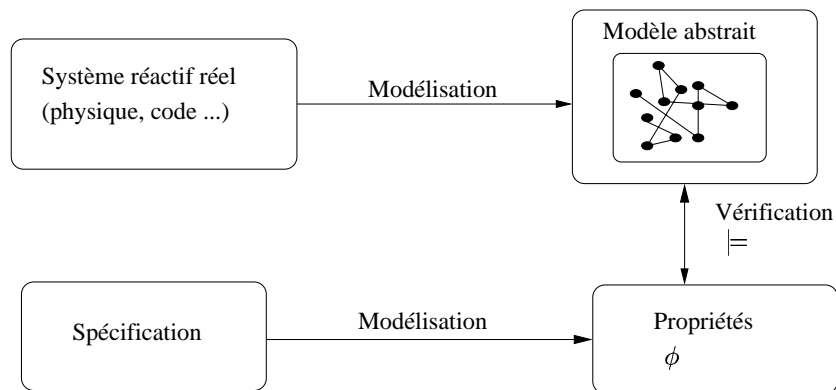 Modèle abstrait
Système réactif réel
(physique, code ...)
Modélisation
Vérification
|=
Spécification
Modélisation
Propriétés
ϕ